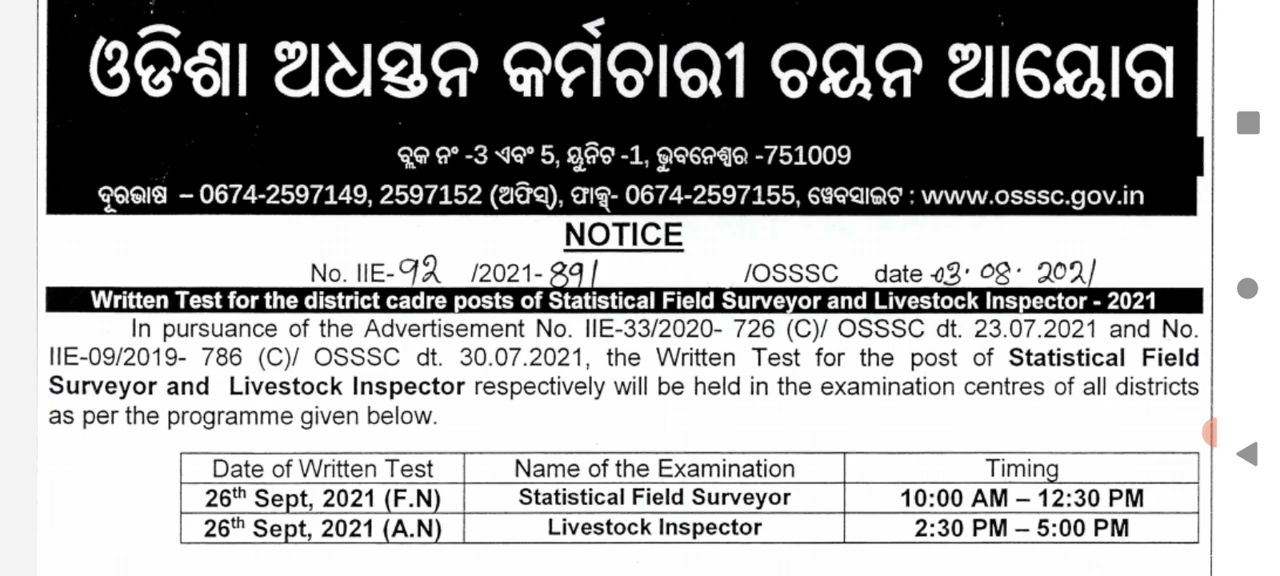 ଓଡିଶା ଅଧସ୍ତନ କର୍ମଚାରୀ ଚୟନ ଆୟୋଗ
ବ୍ଲକ ନଂ -3 ଏବଂ 5, ୟୁନିଟ -1, ଭୁବନେଶ୍ଵର -751009
ଦୂରଭାଷ – 0674-2597149, 2597152 (ଅଫିସ୍), ଫାକ୍ସ- 0674-2597155, ୱେବସାଇଟ : www.osssc.gov.in
NOTICE
No. IIE-92 /2021-891 /OSSSC date 03.08.2021
Written Test for the district cadre posts of Statistical Field Surveyor and Livestock Inspector - 2021
In pursuance of the Advertisement No. IIE-33/2020- 726 (C)/ OSSSC dt. 23.07.2021 and No.
IIE-09/2019- 786 (C)/ OSSSC dt. 30.07.2021, the Written Test for the post of Statistical Field
Surveyor and Livestock Inspector respectively will be held in the examination centres of all districts
as per the programme given below.
Date of Written Test Name of the Examination Timing
26th Sept, 2021 (F.N) Statistical Field Surveyor 10:00 AM – 12:30 PM
26th Sept, 2021 (A.N) Livestock Inspector 2:30 PM – 5:00 PM